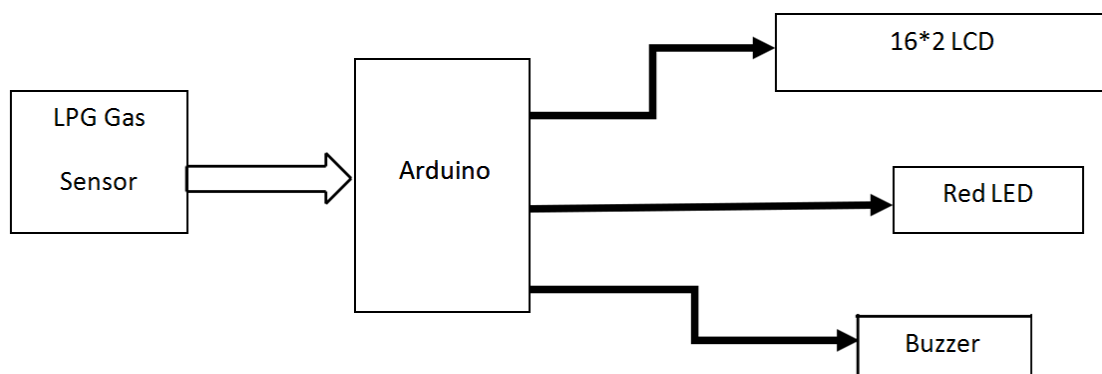 LPG Gas
Sensor
Arduino
16*2 LCD
Red LED
Buzzer